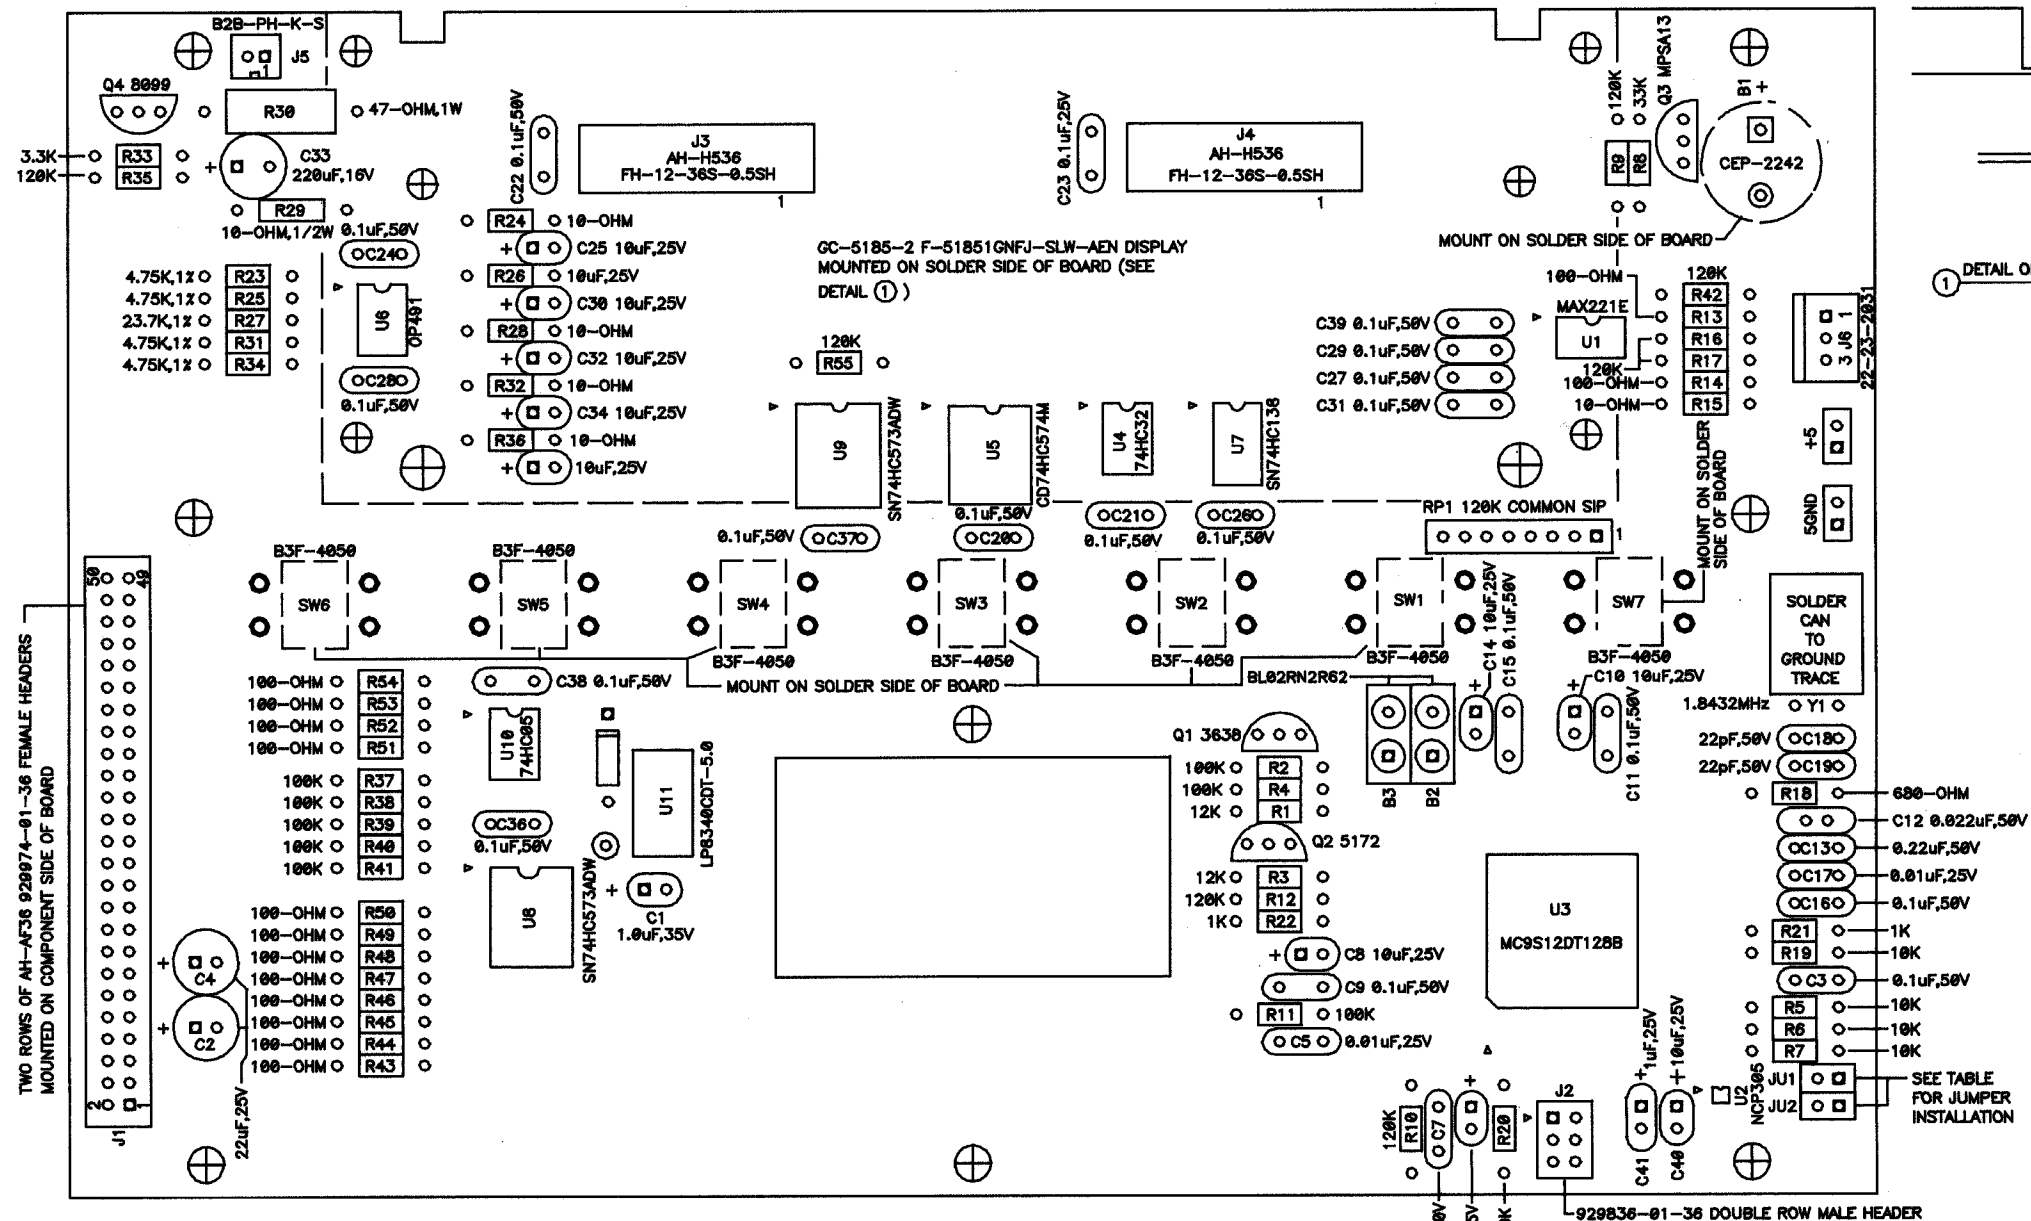 B2B-PH-K-S
J5
1
Q4 8099
R30
47-OHM,1W
3.3K
R33
120K
R35
+
C33
220uF,16V
R29
10-OHM,1/2W
0.1uF,50V
C24
4.75K,1%
R23
4.75K,1%
R25
23.7K,1%
R27
4.75K,1%
R31
4.75K,1%
R34
U6
OP491
C28
0.1uF,50V
C22 0.1uF,50V
J3
AH-H536
FH-12-36S-0.5SH
1
R24
10-OHM
+
C25 10uF,25V
R26
10uF,25V
+
C30 10uF,25V
R28
10-OHM
+
C32 10uF,25V
R32
10-OHM
+
C34 10uF,25V
R36
10-OHM
+
10uF,25V
C23 0.1uF,25V
J4
AH-H536
FH-12-36S-0.5SH
1
GC-5185-2 F-51851GNFJ-SLW-AEN DISPLAY
MOUNTED ON SOLDER SIDE OF BOARD (SEE
DETAIL 1 )
120K
R55
U9
SN74HC573ADW
U5
CD74HC574M
U4
74HC32
U7
SN74HC138
0.1uF,50V
C37
0.1uF,50V
C20
C21
0.1uF,50V
C26
0.1uF,50V
C39 0.1uF,50V
C29 0.1uF,50V
C27 0.1uF,50V
C31 0.1uF,50V
120K
33K
R9
R8
Q3 MPSA13
B1
+
CEP-2242
MOUNT ON SOLDER SIDE OF BOARD
MAX221E
U1
100-OHM
120K
R42
R13
R16
R17
120K
100-OHM
R14
10-OHM
R15
1
J6
3
22-23-2031
+5
5GND
1
DETAIL O
MOUNT ON SOLDER
SIDE OF BOARD
RP1 120K COMMON SIP
1
B3F-4050
SW6
B3F-4050
SW5
SW4
B3F-4050
SW3
B3F-4050
SW2
B3F-4050
SW1
B3F-4050
SW7
B3F-4050
MOUNT ON SOLDER SIDE OF BOARD
BL02RN2R62
B3
B2
+
C14 10uF,25V
C15 0.1uF,50V
+
C10 10uF,25V
C11 0.1uF,50V
SOLDER
CAN
TO
GROUND
TRACE
1.8432MHz
Y1
22pF,50V
C18
22pF,50V
C19
R18
680-OHM
C12 0.022uF,50V
C13
0.22uF,50V
C17
0.01uF,25V
C16
0.1uF,50V
R21
1K
R19
10K
C3
0.1uF,50V
R5
10K
R6
10K
R7
10K
JU1
JU2
SEE TABLE
FOR JUMPER
INSTALLATION
TWO ROWS OF AH-AF36 929974-01-36 FEMALE HEADERS
MOUNTED ON COMPONENT SIDE OF BOARD
50
49
2
1
J1
100-OHM
R54
100-OHM
R53
100-OHM
R52
100-OHM
R51
100K
R37
100K
R38
100K
R39
100K
R40
100K
R41
100-OHM
R50
100-OHM
R49
100-OHM
R48
100-OHM
R47
100-OHM
R46
100-OHM
R45
100-OHM
R44
100-OHM
R43
+
C4
+
C2
22uF,25V
C38 0.1uF,50V
U10
74HC05
C36
0.1uF,50V
U8
SN74HC573ADW
U11
LP8340CDT-5.0
+
C1
1.0uF,35V
Q1 3638
100K
R2
100K
R4
12K
R1
Q2 5172
12K
R3
120K
R12
1K
R22
+
C8 10uF,25V
C9 0.1uF,50V
R11
100K
C5
0.01uF,25V
U3
MC9S12DT128B
120K
R10
C7
+
R20
J2
+
1uF,25V
C41
+
10uF,25V
C40
U2
NCP305
0V
5V
0K
929836-01-36 DOUBLE ROW MALE HEADER